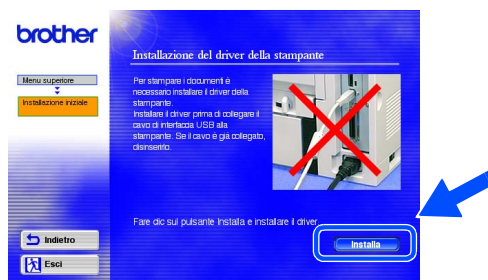 brother
Installazione del driver della stampante
Menu superiore
Installazione iniziale
Per stampare i documenti è
necessario installare il driver della
stampante.
Installare il driver prima di collegare il
cavo di interfaccia USB alla
stampante. Se il cavo è già collegato,
disinserirlo.
Fare clic sul pulsante Installa e installare il driver.
Installa
Indietro
Esci